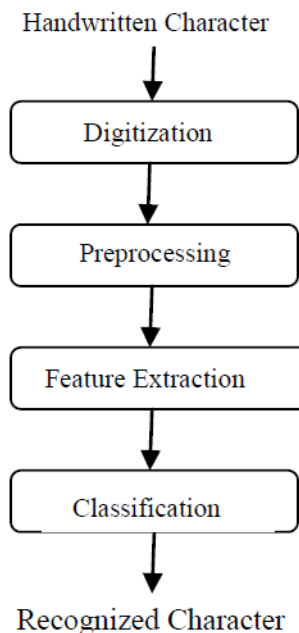 Handwritten Character
Digitization
Preprocessing
Feature Extraction
Classification
Recognized Character